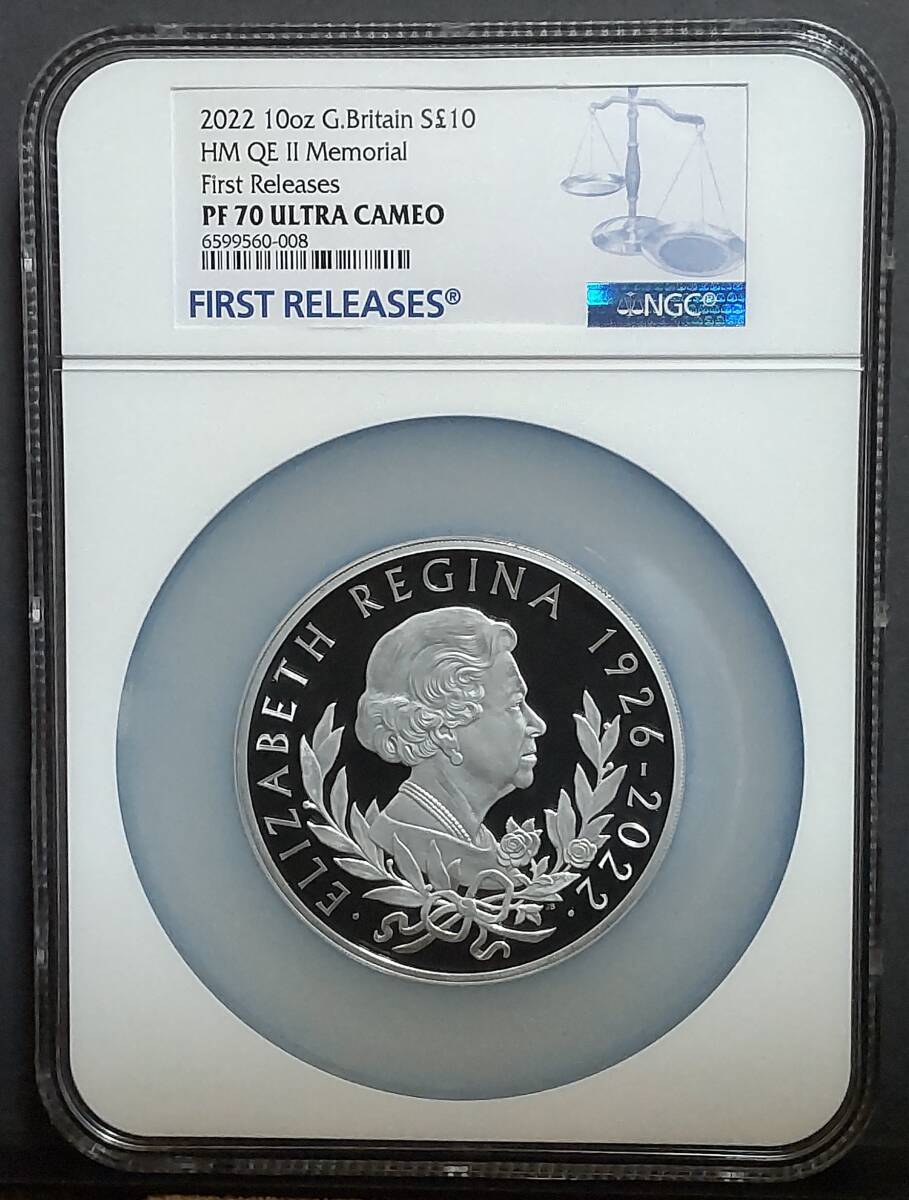 2022 10oz G.Britain S£10
HM QE II Memorial
First Releases
PF 70 ULTRA CAMEO
6599560-008
FIRST RELEASES®
NGC®
· ELIZABETH REGINA 1926-2022 ·
JB